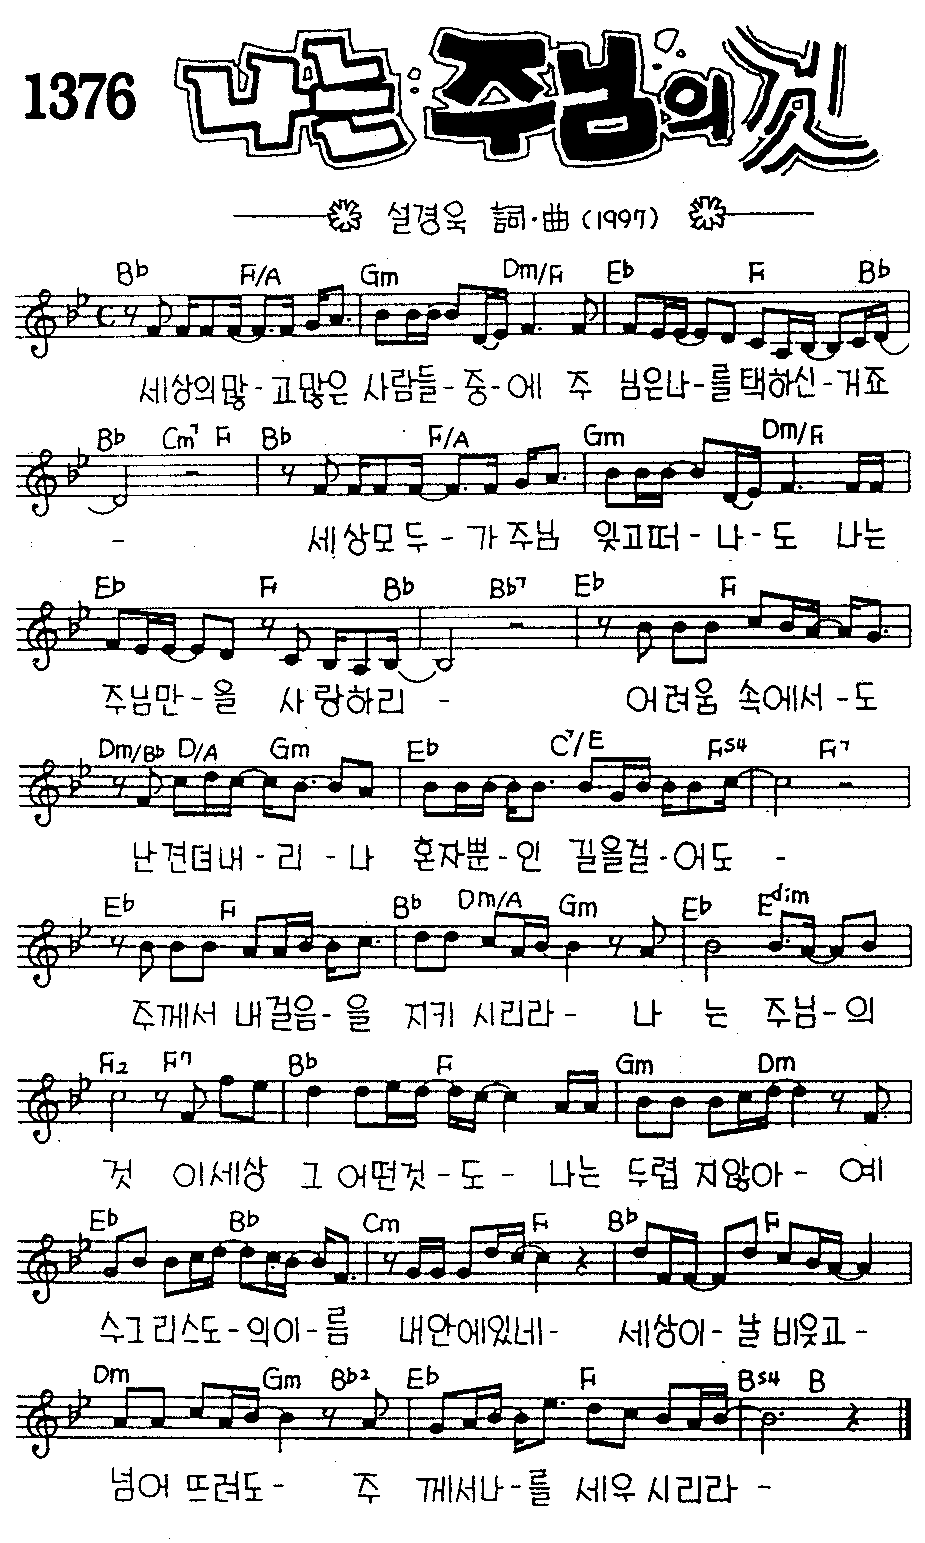 1376 나는 주님의 것
설경욱 詞·曲 (1997)
Bb F/A Gm Dm/F Eb F Bb
세상의많-고많은 사람들-중-에 주 님은나-를택하신-거죠
Bb Cm7 F Bb F/A Gm Dm/F
- 세상모두-가주님 잊고떠-나-도 나는
Eb F Bb Bb7 Eb F
주님만-을 사랑하리 - 어려움 속에서-도
Dm/Bb D/A Gm Eb C7/E Fs4 F7
난견뎌내-리-나 혼자뿐-인 길을걸-어도 -
Eb F Bb Dm/A Gm Eb Edim
주께서 내걸음-을 지키시리라- 나 는 주님-의
F2 F7 Bb F Gm Dm
것 이세상 그어떤것-도- 나는 두렵지않아- 예
Eb Bb Cm F Bb F
수그리스도-의이-름 내안에있네- 세상이-날비웃고-
Dm Gm Bb2 Eb F Bs4 B
넘어뜨려도- 주 께서나-를 세우시리라 -